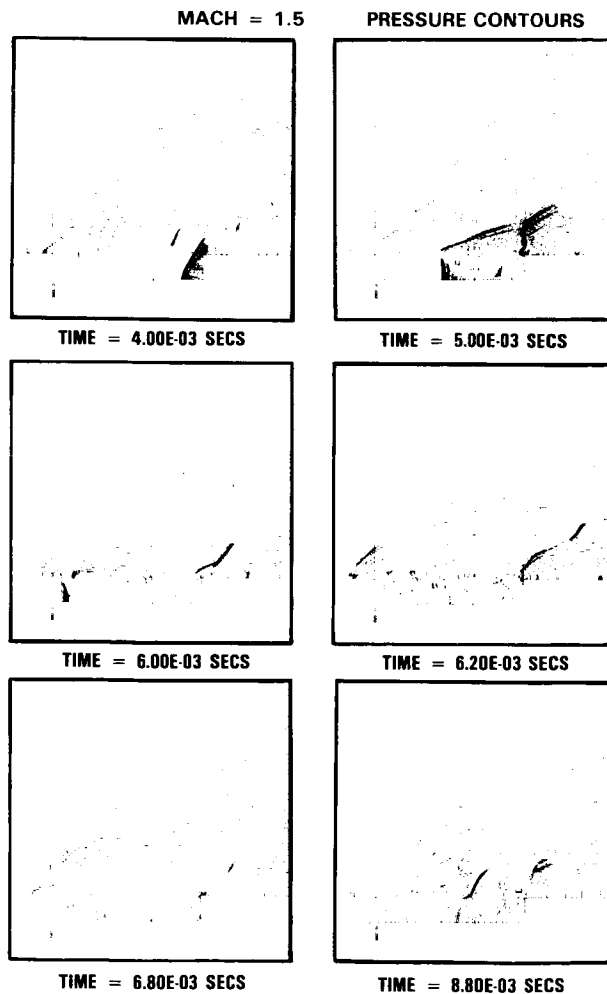 MACH = 1.5 PRESSURE CONTOURS
TIME = 4.00E-03 SECS
TIME = 5.00E-03 SECS
TIME = 6.00E-03 SECS
TIME = 6.20E-03 SECS
TIME = 6.80E-03 SECS
TIME = 8.80E-03 SECS